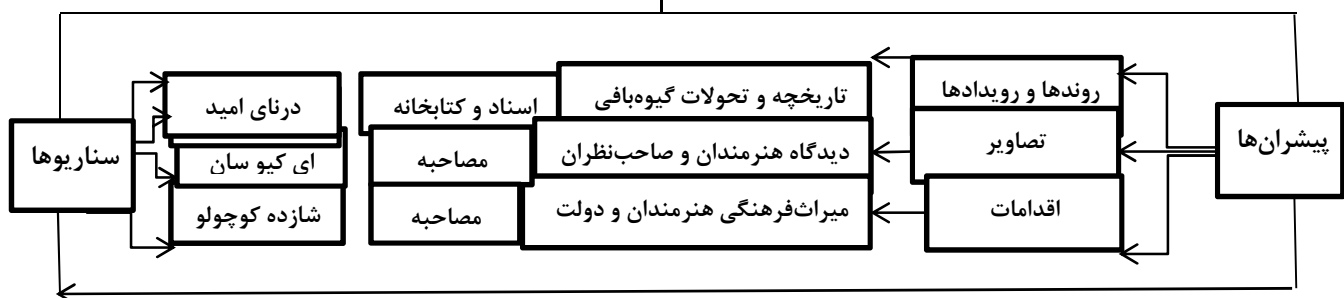 پیشران‌ها
روندها و رویدادها
تاریخچه و تحولات گیوه‌بافی
اسناد و کتابخانه
درنای امید
تصاویر
دیدگاه هنرمندان و صاحب‌نظران
مصاحبه
ای کیو سان
اقدامات
میراث‌فرهنگی هنرمندان و دولت
مصاحبه
شازده کوچولو
سناریوها